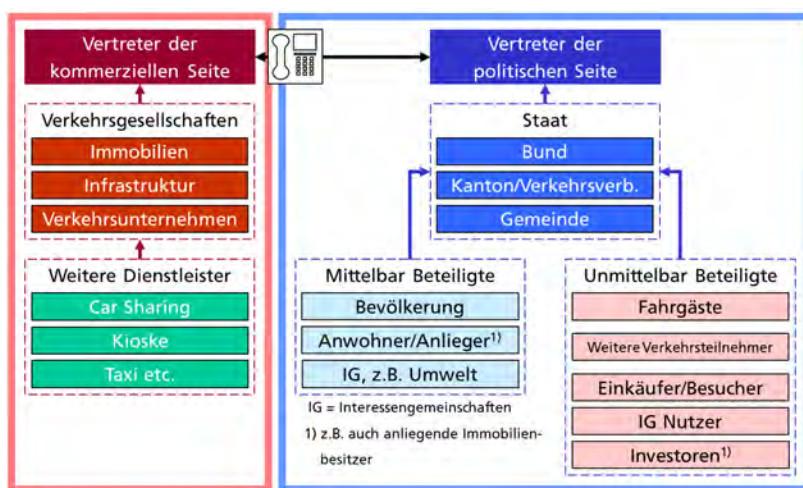 Vertreter der
kommerziellen Seite
Verkehrsgesellschaften
Immobilien
Infrastruktur
Verkehrsunternehmen
Weitere Dienstleister
Car Sharing
Kioske
Taxi etc.
Vertreter der
politischen Seite
Staat
Bund
Kanton/Verkehrsverb.
Gemeinde
Mittelbar Beteiligte
Bevölkerung
Anwohner/Anlieger1)
IG, z.B. Umwelt
IG = Interessengemeinschaften
1) z.B. auch anliegende Immobilien-
besitzer
Unmittelbar Beteiligte
Fahrgäste
Weitere Verkehrsteilnehmer
Einkäufer/Besucher
IG Nutzer
Investoren1)